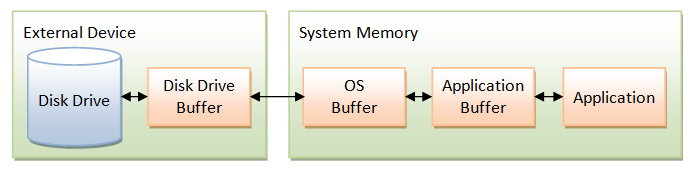 External Device
Disk Drive
Disk Drive
Buffer
System Memory
OS
Buffer
Application
Buffer
Application